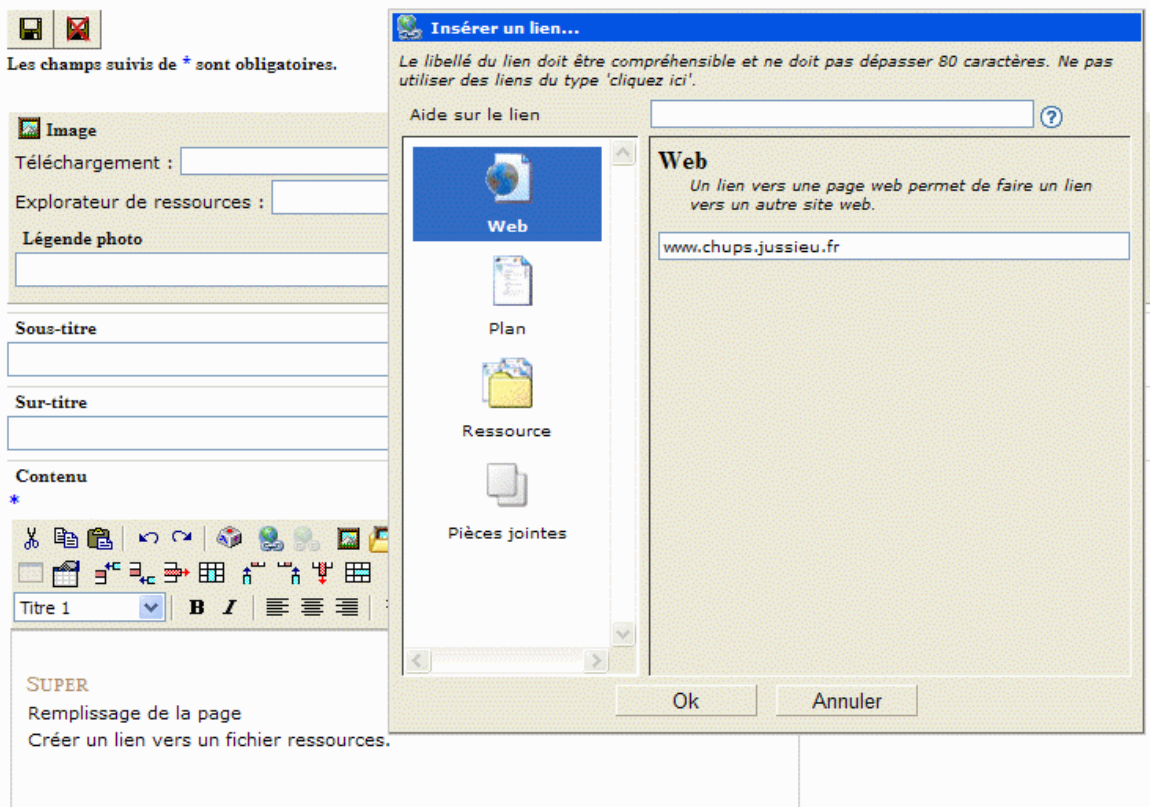 Les champs suivis de * sont obligatoires.
Image
Téléchargement :
Explorateur de ressources :
Légende photo
Sous-titre
Sur-titre
Contenu
*
Titre 1
B I
SUPER
Remplissage de la page
Créer un lien vers un fichier ressources.
Insérer un lien...
Le libellé du lien doit être compréhensible et ne doit pas dépasser 80 caractères. Ne pas
utiliser des liens du type 'cliquez ici'.
Aide sur le lien
?
Web
Plan
Ressource
Pièces jointes
Web
Un lien vers une page web permet de faire un lien
vers un autre site web.
www.chups.jussieu.fr
Ok Annuler